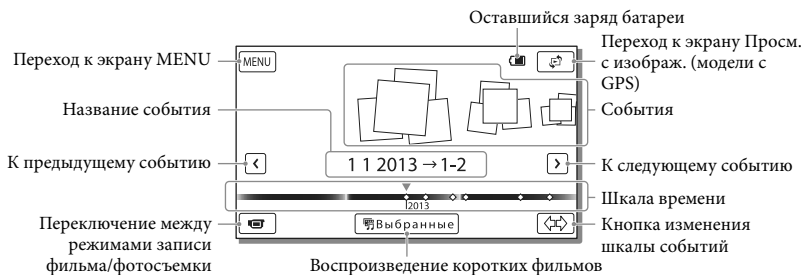 Оставшийся заряд батареи
Переход к экрану MENU
MENU
Переход к экрану Просм.
с изображ. (модели с
GPS)
Название события
События
К предыдущему событию
1 1 2013 →1-2
К следующему событию
Шкала времени
2013
Переключение между
режимами записи
фильма/фотосъемки
Выбранные
Кнопка изменения
шкалы событий
Воспроизведение коротких фильмов